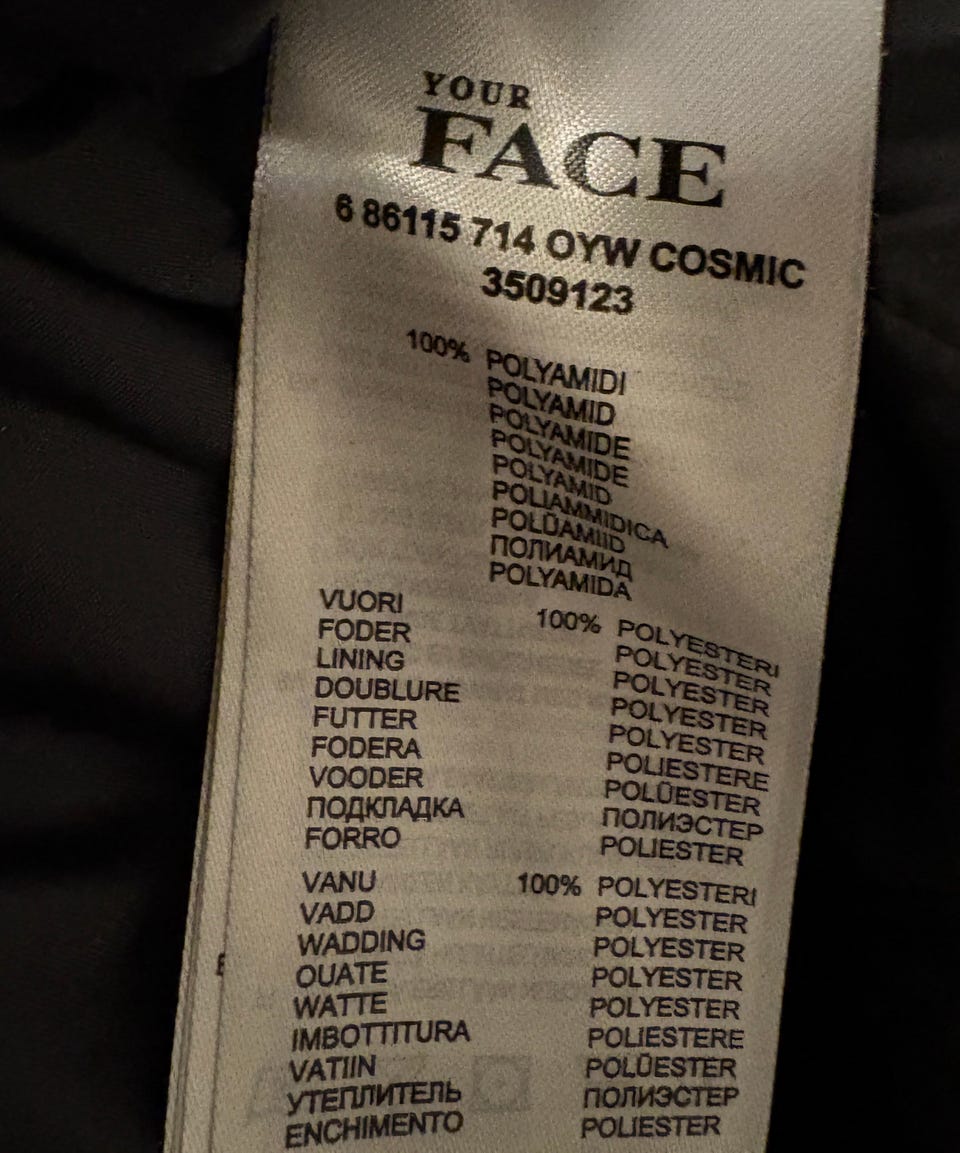 YOUR
FACE
6 86115 714 OYW COSMIC
3509123
100% POLYAMIDI
POLYAMID
POLYAMIDE
POLYAMIDE
POLYAMID
POLIAMMIDICA
POLÜAMIID
ПОЛИАМИД
POLYAMIDA
VUORI 100% POLYESTERI
FODER POLYESTER
LINING POLYESTER
DOUBLURE POLYESTER
FUTTER POLYESTER
FODERA POLIESTERE
VOODER POLÜESTER
ПОДКЛАДКА ПОЛИЭСТЕР
FORRO POLIESTER
VANU 100% POLYESTERI
VADD POLYESTER
WADDING POLYESTER
OUATE POLYESTER
WATTE POLYESTER
IMBOTTITURA POLIESTERE
VATIIN POLÜESTER
УТЕПЛИТЕЛЬ ПОЛИЭСТЕР
ENCHIMENTO POLIESTER